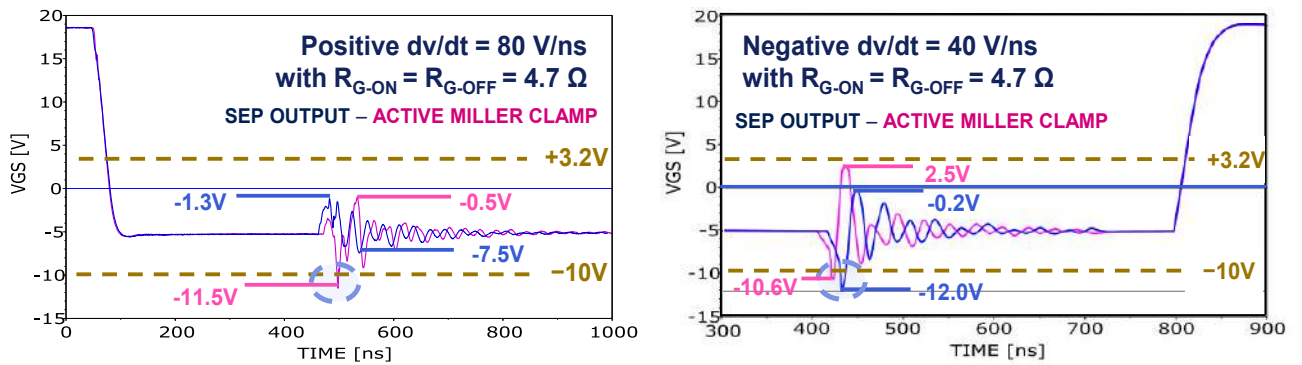 Positive dv/dt = 80 V/ns
with RG-ON = RG-OFF = 4.7 Ω
SEP OUTPUT – ACTIVE MILLER CLAMP
VGS [V]
20
15
10
5
0
-5
-10
-15
+3.2V
-1.3V
-0.5V
-7.5V
−10V
-11.5V
0
200
400
600
800
1000
TIME [ns]
Negative dv/dt = 40 V/ns
with RG-ON = RG-OFF = 4.7 Ω
SEP OUTPUT – ACTIVE MILLER CLAMP
VGS [V]
20
15
10
5
0
-5
-10
-15
+3.2V
2.5V
-0.2V
−10V
-10.6V
-12.0V
300
400
500
600
700
800
900
TIME [ns]